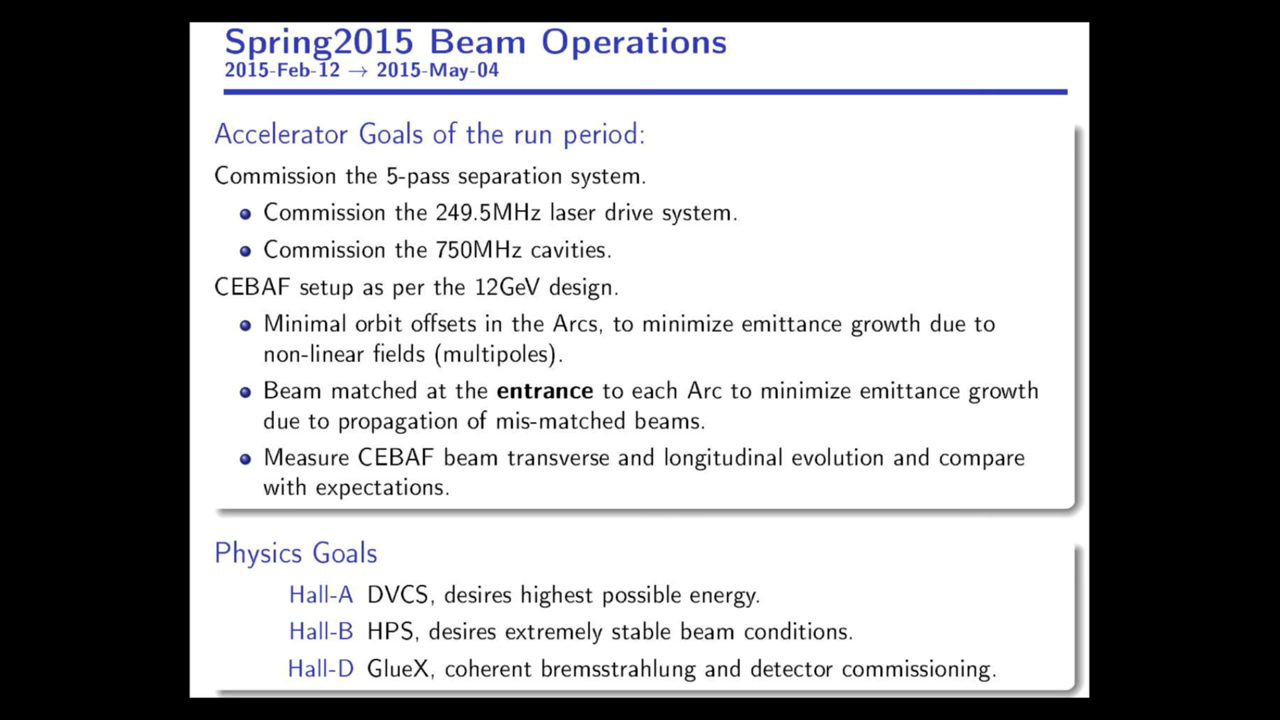 Spring2015 Beam Operations
2015-Feb-12 → 2015-May-04
Accelerator Goals of the run period:
Commission the 5-pass separation system.
Commission the 249.5MHz laser drive system.
Commission the 750MHz cavities.
CEBAF setup as per the 12GeV design.
Minimal orbit offsets in the Arcs, to minimize emittance growth due to
non-linear fields (multipoles).
Beam matched at the entrance to each Arc to minimize emittance growth
due to propagation of mis-matched beams.
Measure CEBAF beam transverse and longitudinal evolution and compare
with expectations.
Physics Goals
Hall-A DVCS, desires highest possible energy.
Hall-B HPS, desires extremely stable beam conditions.
Hall-D GlueX, coherent bremsstrahlung and detector commissioning.